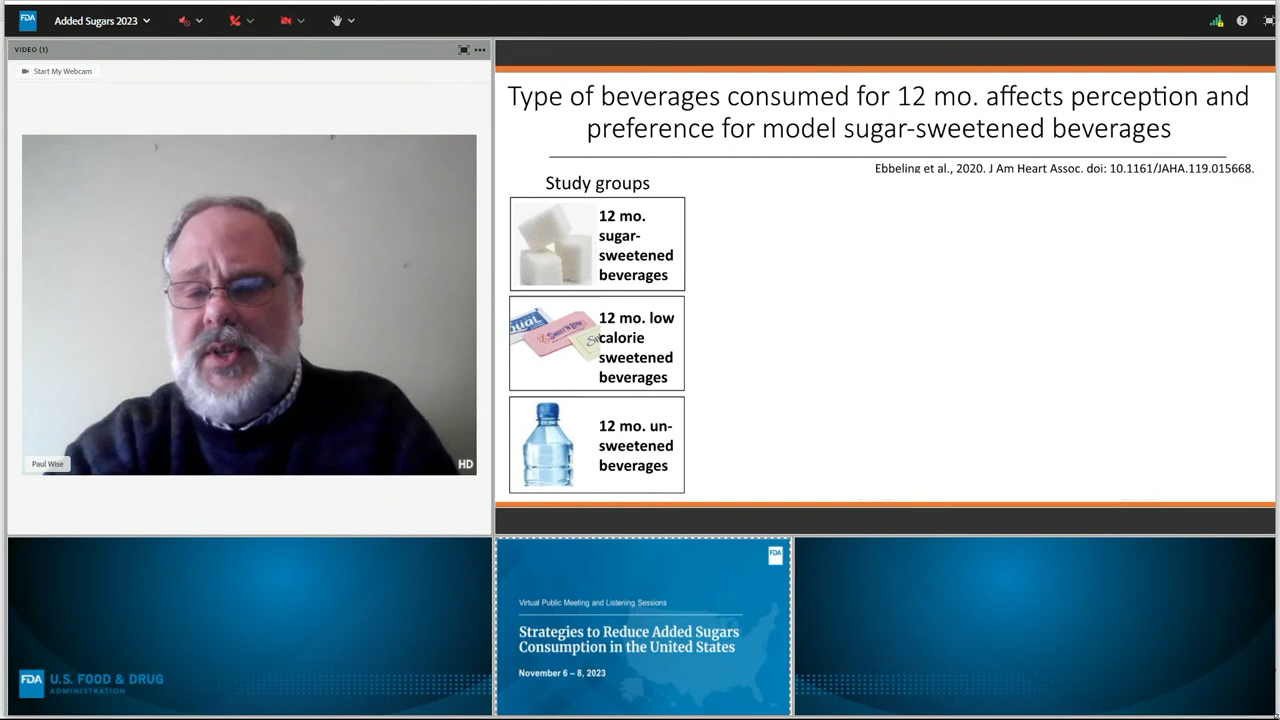 FDA
Added Sugars 2023
VIDEO (1)
Start My Webcam
Paul Wise
HD
Type of beverages consumed for 12 mo. affects perception and
preference for model sugar-sweetened beverages
Ebbeling et al., 2020. J Am Heart Assoc. doi: 10.1161/JAHA.119.015668.
Study groups
12 mo.
sugar-
sweetened
beverages
12 mo. low
calorie
sweetened
beverages
12 mo. un-
sweetened
beverages
FDA
U.S. FOOD & DRUG
ADMINISTRATION
FDA
Virtual Public Meeting and Listening Sessions
Strategies to Reduce Added Sugars
Consumption in the United States
November 6 – 8, 2023